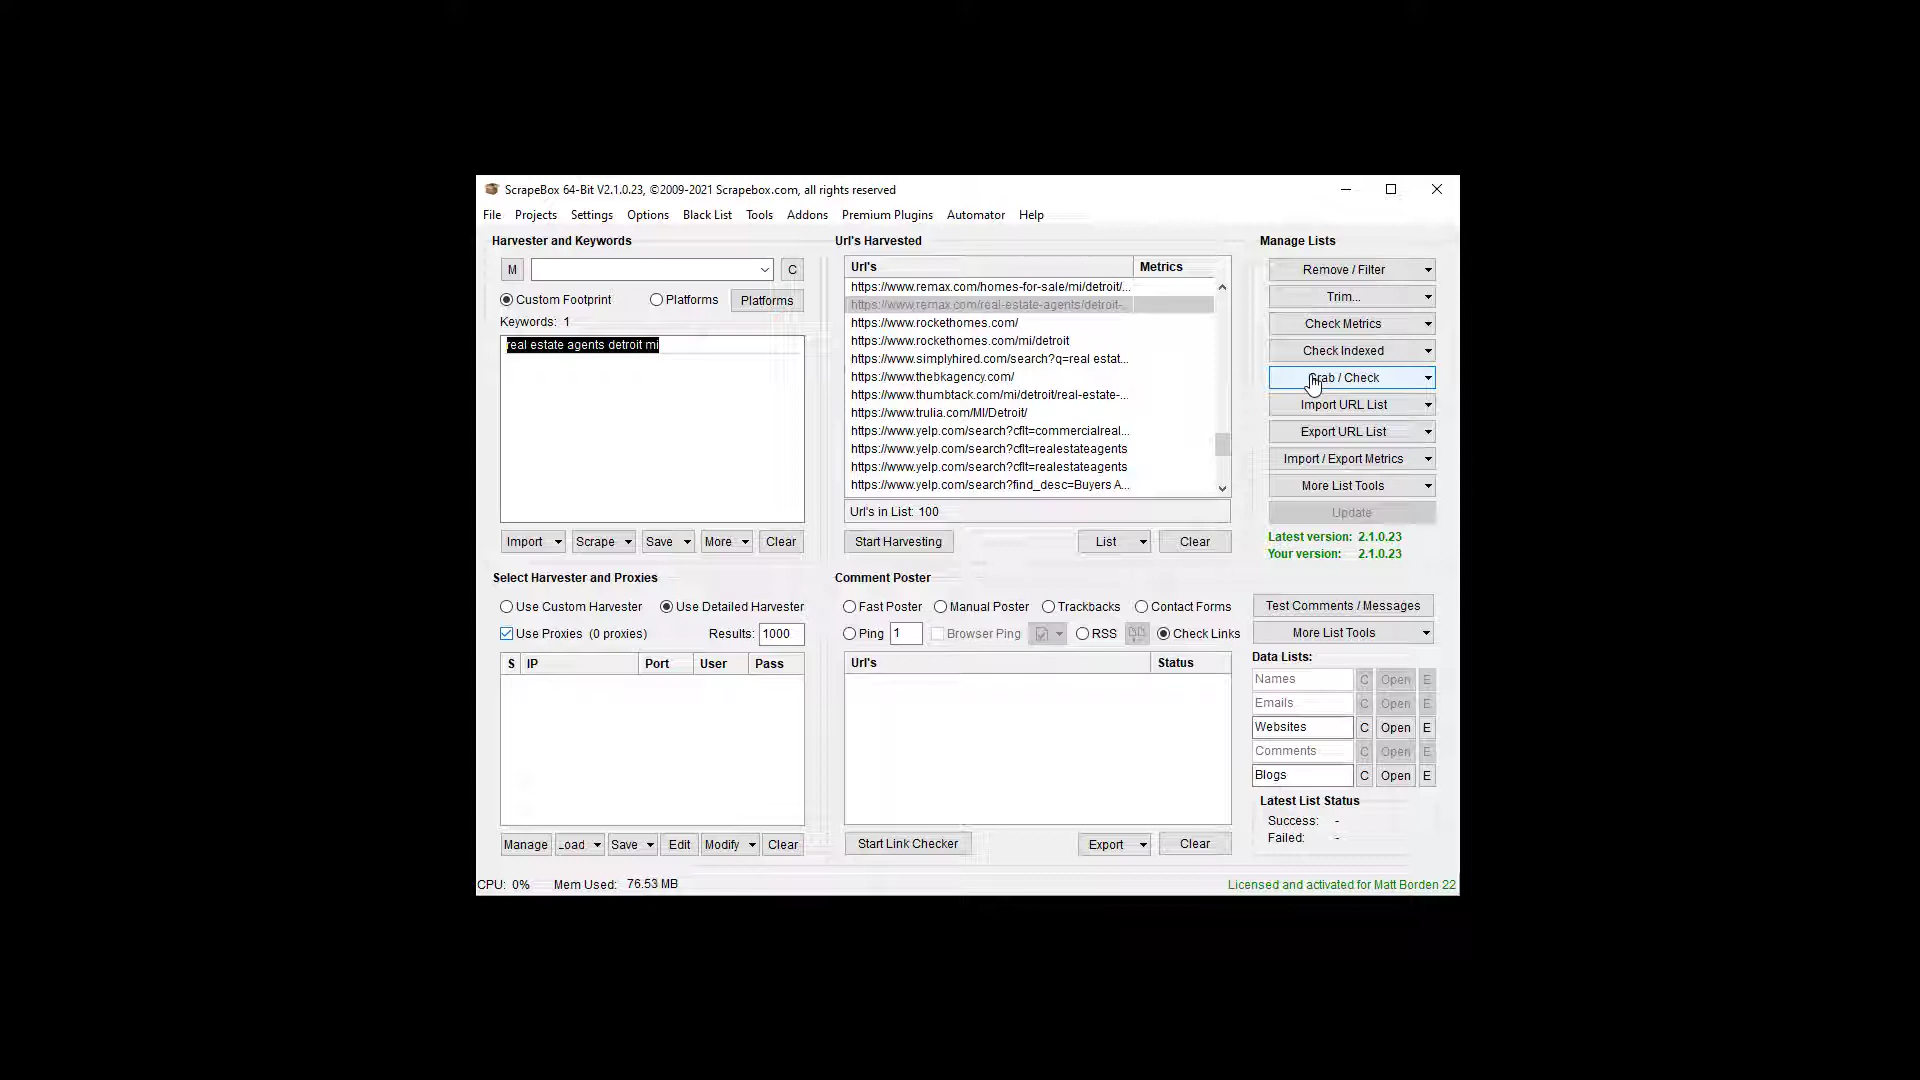 ScrapeBox 64-Bit V2.1.0.23, ©2009-2021 Scrapebox.com, all rights reserved
File Projects Settings Options Black List Tools Addons Premium Plugins Automator Help
Harvester and Keywords
M
C
Custom Footprint Platforms Platforms
Keywords: 1
real estate agents detroit mi
Import Scrape Save More Clear
Url's Harvested
Url's Metrics
https://www.remax.com/homes-for-sale/mi/detroit/...
https://www.remax.com/real-estate-agents/detroit-...
https://www.rockethomes.com/
https://www.rockethomes.com/mi/detroit
https://www.simplyhired.com/search?q=real estat...
https://www.thebkagency.com/
https://www.thumbtack.com/mi/detroit/real-estate-...
https://www.trulia.com/MI/Detroit/
https://www.yelp.com/search?cflt=commercialreal...
https://www.yelp.com/search?cflt=realestateagents
https://www.yelp.com/search?cflt=realestateagents
https://www.yelp.com/search?find_desc=Buyers A...
Url's in List: 100
Start Harvesting List Clear
Manage Lists
Remove / Filter
Trim...
Check Metrics
Check Indexed
Grab / Check
Import URL List
Export URL List
Import / Export Metrics
More List Tools
Update
Latest version: 2.1.0.23
Your version: 2.1.0.23
Select Harvester and Proxies
Use Custom Harvester Use Detailed Harvester
Use Proxies (0 proxies) Results: 1000
S IP Port User Pass
Manage Load Save Edit Modify Clear
Comment Poster
Fast Poster Manual Poster Trackbacks Contact Forms
Ping 1 Browser Ping RSS Check Links
Url's Status
Start Link Checker Export Clear
Test Comments / Messages
More List Tools
Data Lists:
Names C Open E
Emails C Open E
Websites C Open E
Comments C Open E
Blogs C Open E
Latest List Status
Success: -
Failed: -
CPU: 0% Mem Used: 76.53 MB
Licensed and activated for Matt Borden 22